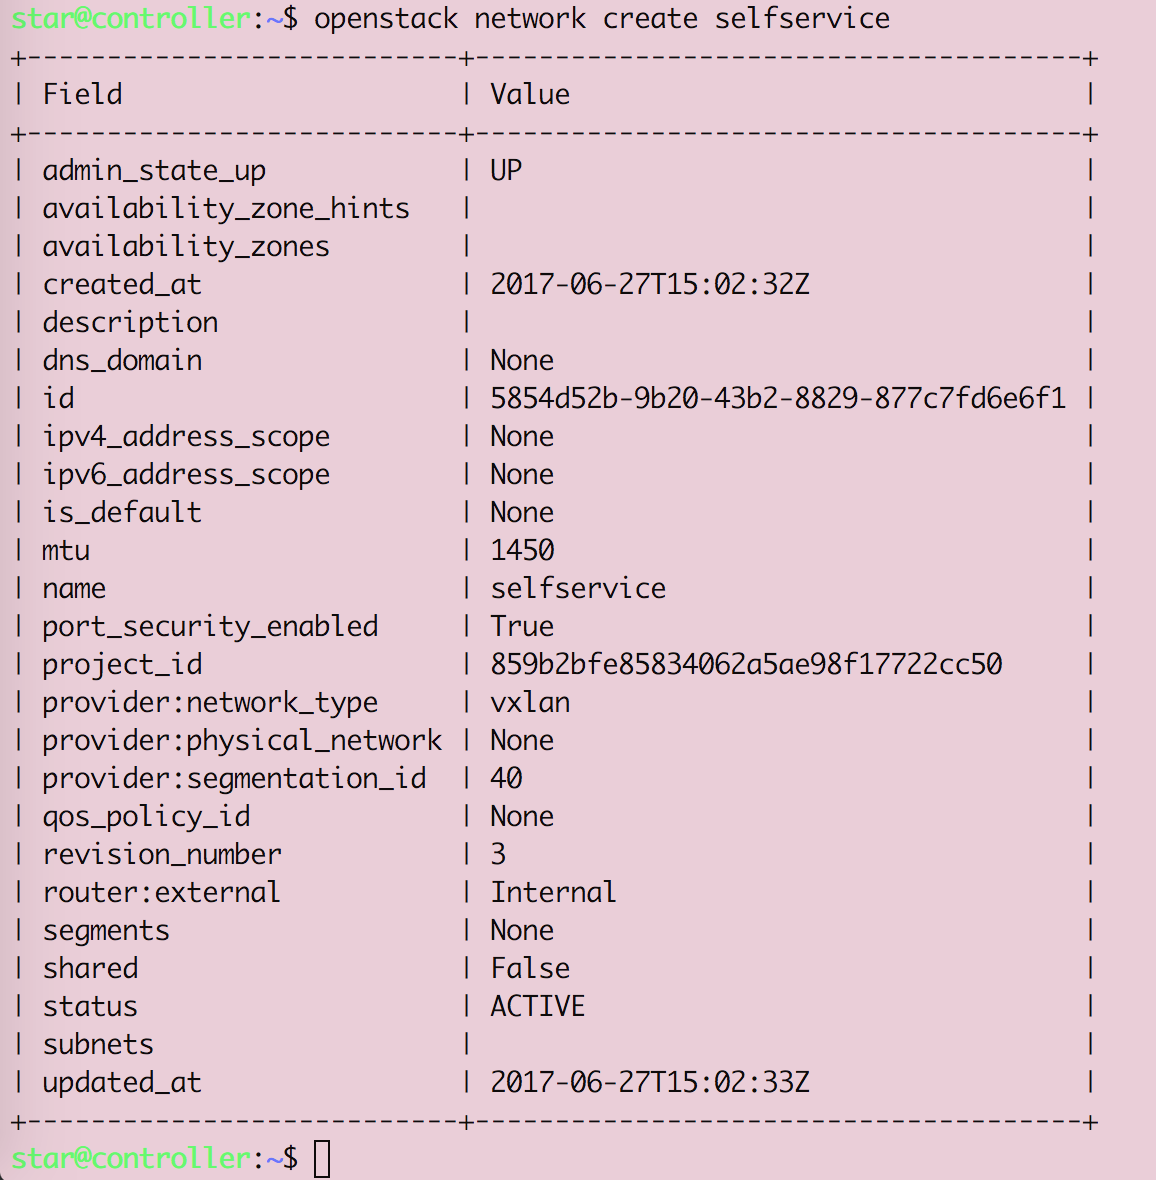 star@controller:~$ openstack network create selfservice
+---------------------------+--------------------------------------+
| Field                     | Value                                |
+---------------------------+--------------------------------------+
| admin_state_up            | UP                                   |
| availability_zone_hints   |                                      |
| availability_zones        |                                      |
| created_at                | 2017-06-27T15:02:32Z                 |
| description               |                                      |
| dns_domain                | None                                 |
| id                        | 5854d52b-9b20-43b2-8829-877c7fd6e6f1 |
| ipv4_address_scope        | None                                 |
| ipv6_address_scope        | None                                 |
| is_default                | None                                 |
| mtu                       | 1450                                 |
| name                      | selfservice                          |
| port_security_enabled     | True                                 |
| project_id                | 859b2bfe85834062a5ae98f17722cc50     |
| provider:network_type     | vxlan                                |
| provider:physical_network | None                                 |
| provider:segmentation_id  | 40                                   |
| qos_policy_id             | None                                 |
| revision_number           | 3                                    |
| router:external           | Internal                             |
| segments                  | None                                 |
| shared                    | False                                |
| status                    | ACTIVE                               |
| subnets                   |                                      |
| updated_at                | 2017-06-27T15:02:33Z                 |
+---------------------------+--------------------------------------+
star@controller:~$